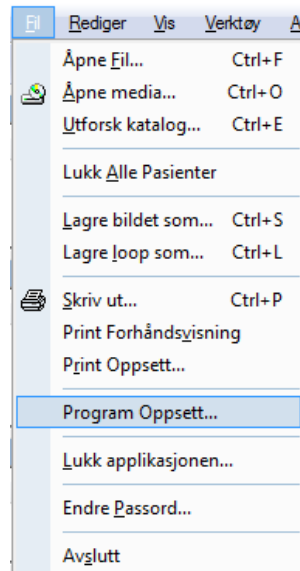 Fil Rediger Vis Verktøy
Åpne Fil... Ctrl+F
Åpne media... Ctrl+O
Utforsk katalog... Ctrl+E
Lukk Alle Pasienter
Lagre bildet som... Ctrl+S
Lagre loop som... Ctrl+L
Skriv ut... Ctrl+P
Print Forhåndsvisning
Print Oppsett...
Program Oppsett...
Lukk applikasjonen...
Endre Passord...
Avslutt